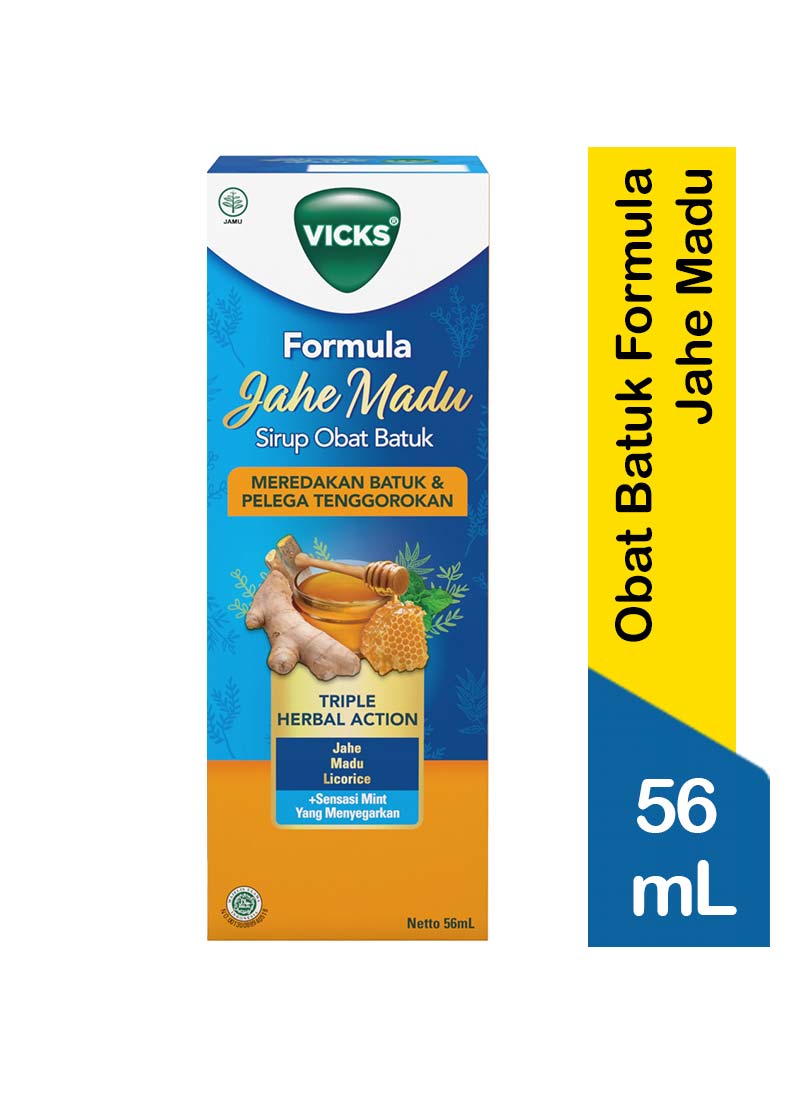 JAMU
VICKS®
Formula
Jahe Madu
Sirup Obat Batuk
MEREDAKAN BATUK &
PELEGA TENGGOROKAN
TRIPLE
HERBAL ACTION
Jahe
Madu
Licorice
+Sensasi Mint
Yang Menyegarkan
Netto 56mL
Obat Batuk Formula
Jahe Madu
56
mL